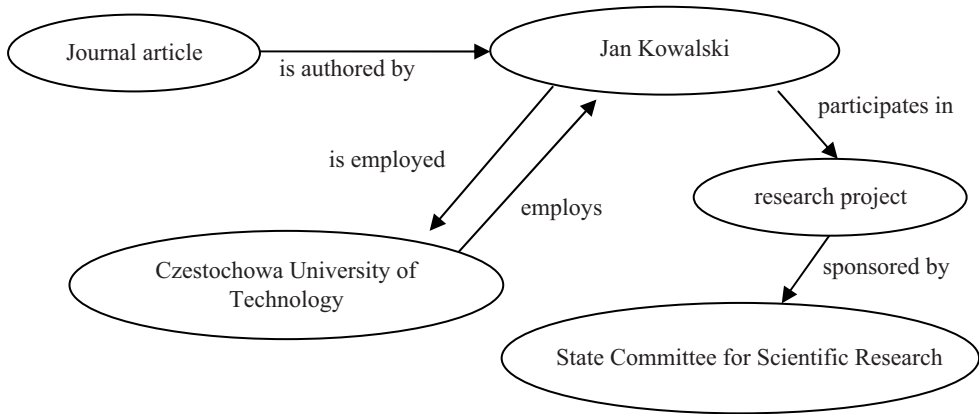 Journal article
Jan Kowalski
is authored by
participates in
is employed
employs
research project
Czestochowa University of
Technology
sponsored by
State Committee for Scientific Research